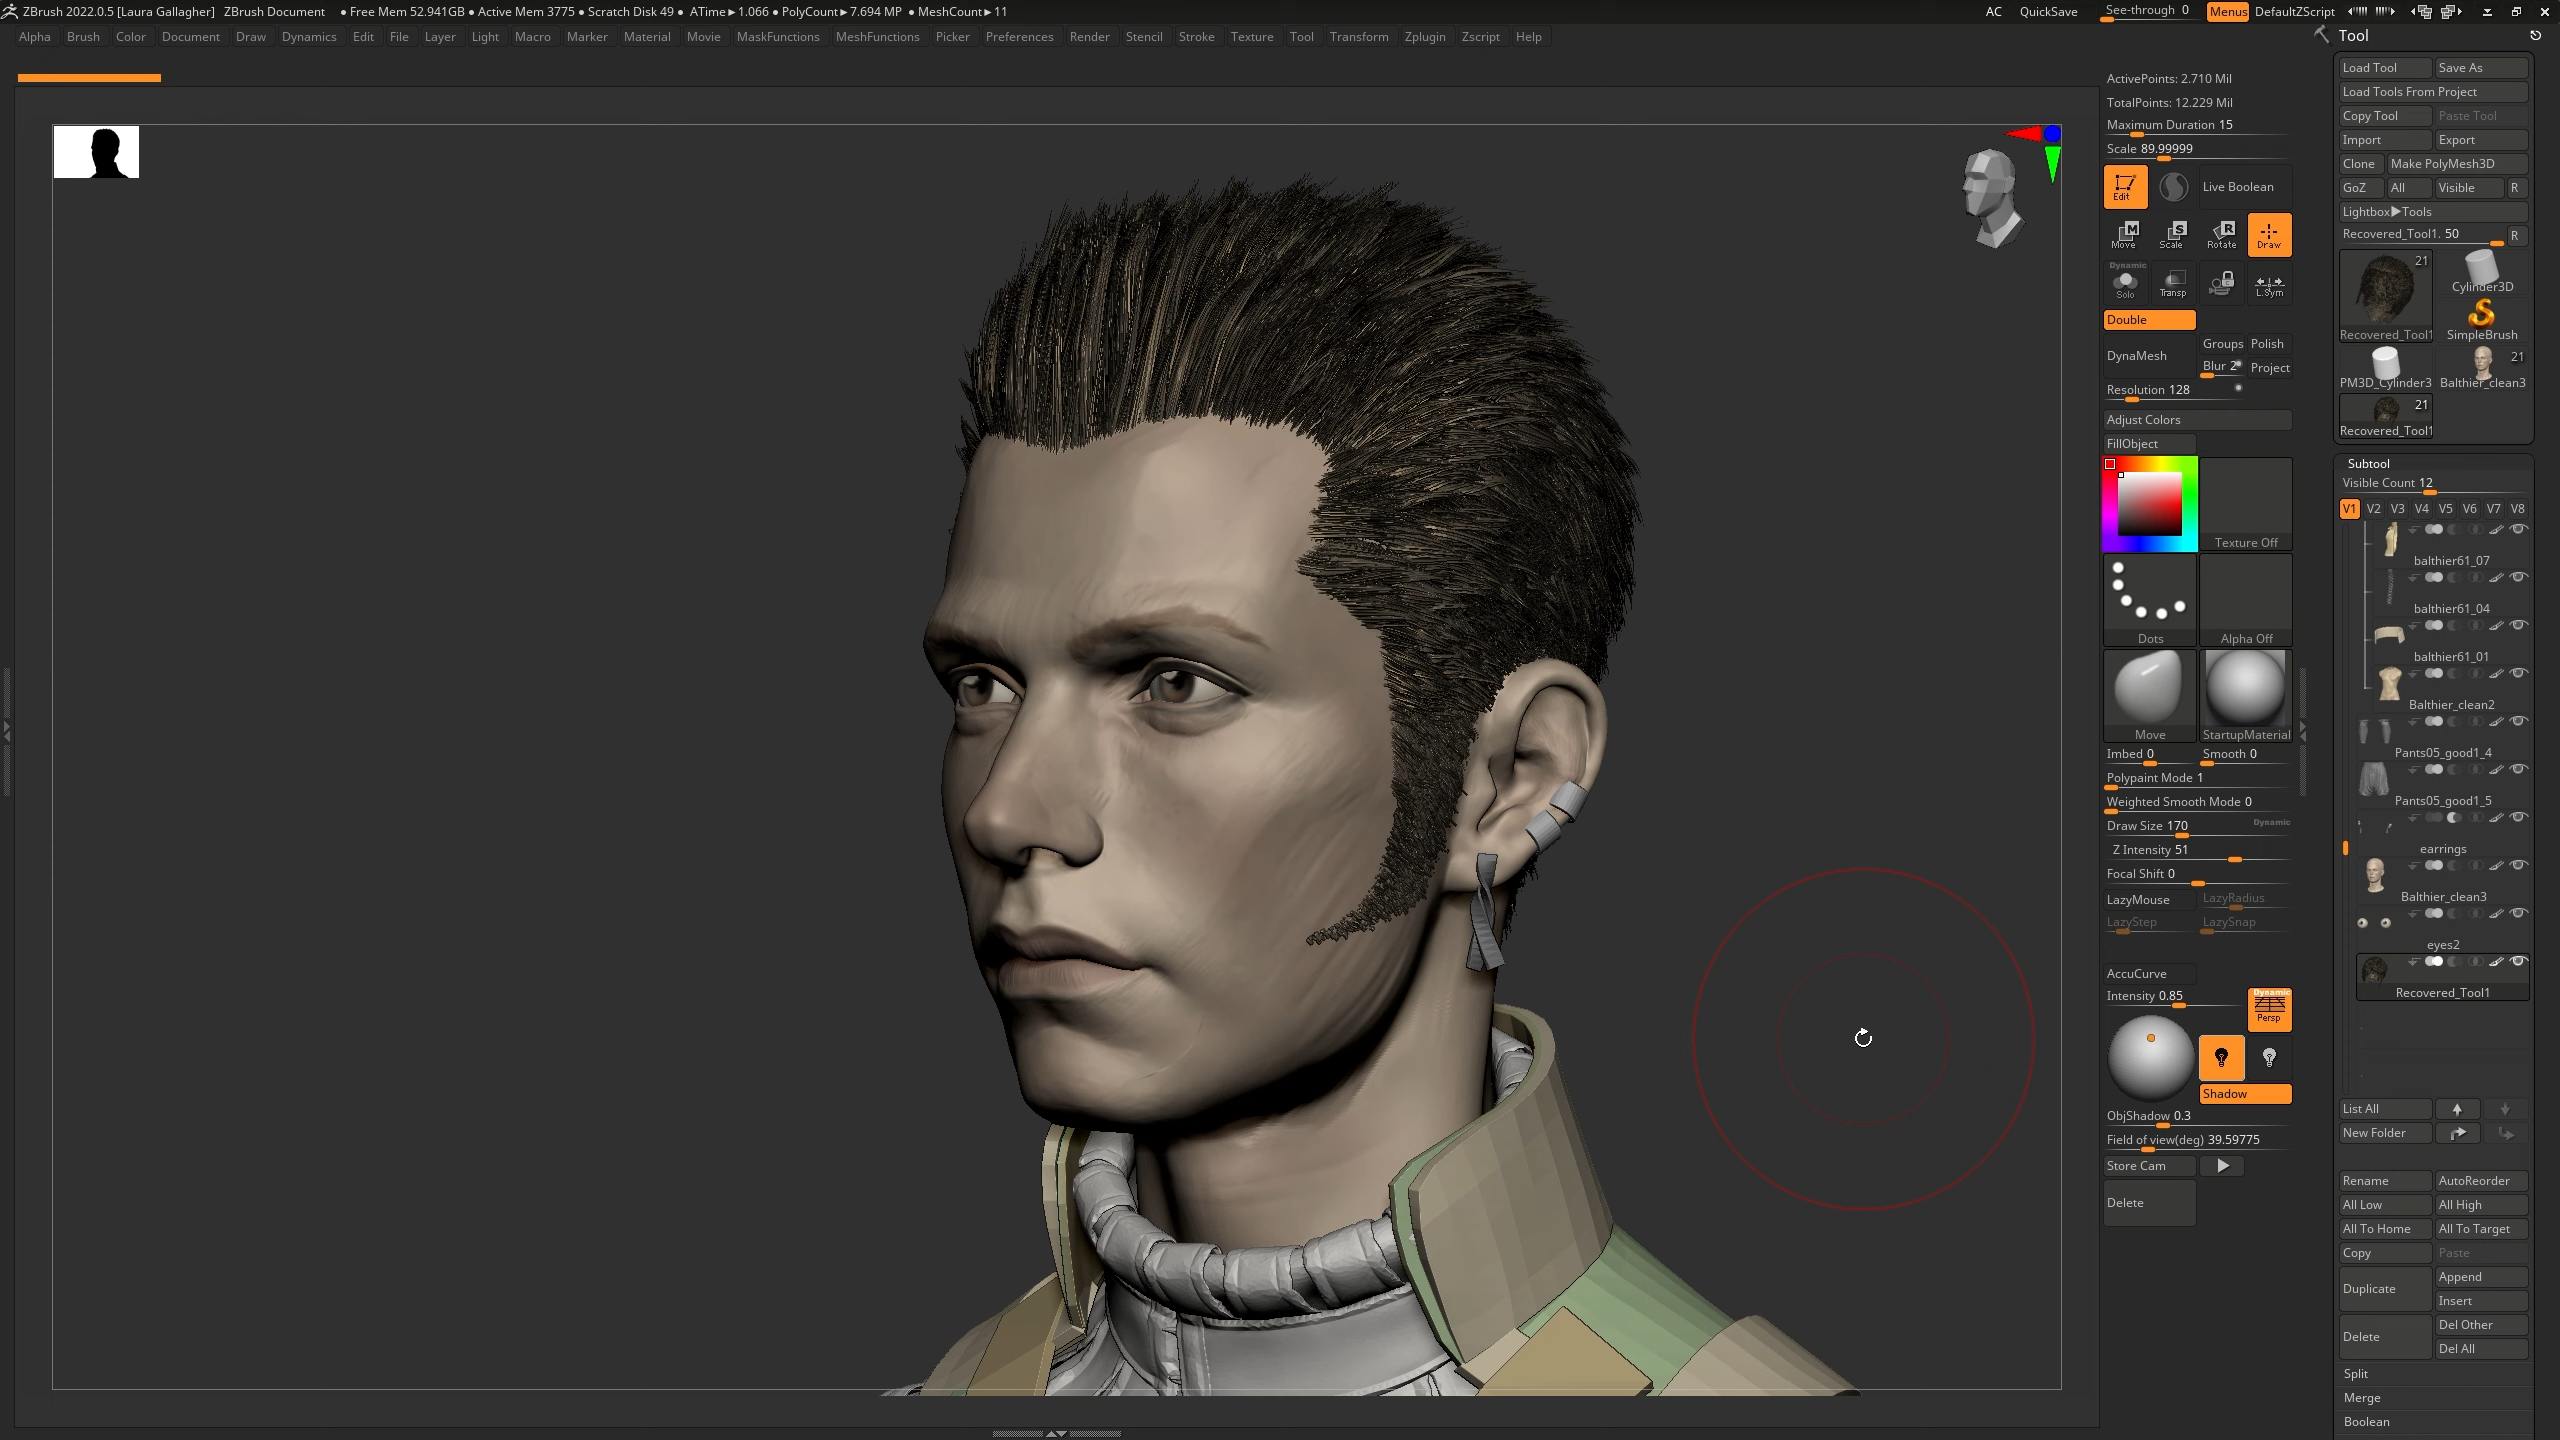 ZBrush 2022.0.5 [Laura Gallagher] ZBrush Document ● Free Mem 52.941GB ● Active Mem 3775 ● Scratch Disk 49 ● ATime►1.066 ● PolyCount►7.694 MP ● MeshCount►11 AC QuickSave See-through 0 Menus DefaultZScript
Alpha Brush Color Document Draw Dynamics Edit File Layer Light Macro Marker Material Movie MaskFunctions MeshFunctions Picker Preferences Render Stencil Stroke Texture Tool Transform Zplugin Zscript Help
ActivePoints: 2.710 Mil
TotalPoints: 12.229 Mil
Maximum Duration 15
Scale 89.99999
Edit Live Boolean
M S R
Move Scale Rotate Draw
Dynamic
Solo Transp L.Sym
Double
DynaMesh Groups Polish
Blur 2 Project
Resolution 128
Adjust Colors
FillObject
Texture Off
Dots Alpha Off
Move StartupMaterial
Imbed 0 Smooth 0
Polypaint Mode 1
Weighted Smooth Mode 0
Draw Size 170 Dynamic
Z Intensity 51
Focal Shift 0
LazyMouse LazyRadius
LazyStep LazySnap
AccuCurve
Intensity 0.85 Dynamic
Persp
Shadow
ObjShadow 0.3
Field of view(deg) 39.59775
Store Cam
Delete
Tool
Load Tool Save As
Load Tools From Project
Copy Tool Paste Tool
Import Export
Clone Make PolyMesh3D
GoZ All Visible R
Lightbox►Tools
Recovered_Tool1. 50 R
21 Cylinder3D
Recovered_Tool1 SimpleBrush
21
PM3D_Cylinder3 Balthier_clean3
21
Recovered_Tool1
Subtool
Visible Count 12
V1 V2 V3 V4 V5 V6 V7 V8
balthier61_07
balthier61_04
balthier61_01
Balthier_clean2
Pants05_good1_4
Pants05_good1_5
earrings
Balthier_clean3
eyes2
Recovered_Tool1
List All
New Folder
Rename AutoReorder
All Low All High
All To Home All To Target
Copy Paste
Duplicate Append
Insert
Delete Del Other
Del All
Split
Merge
Boolean